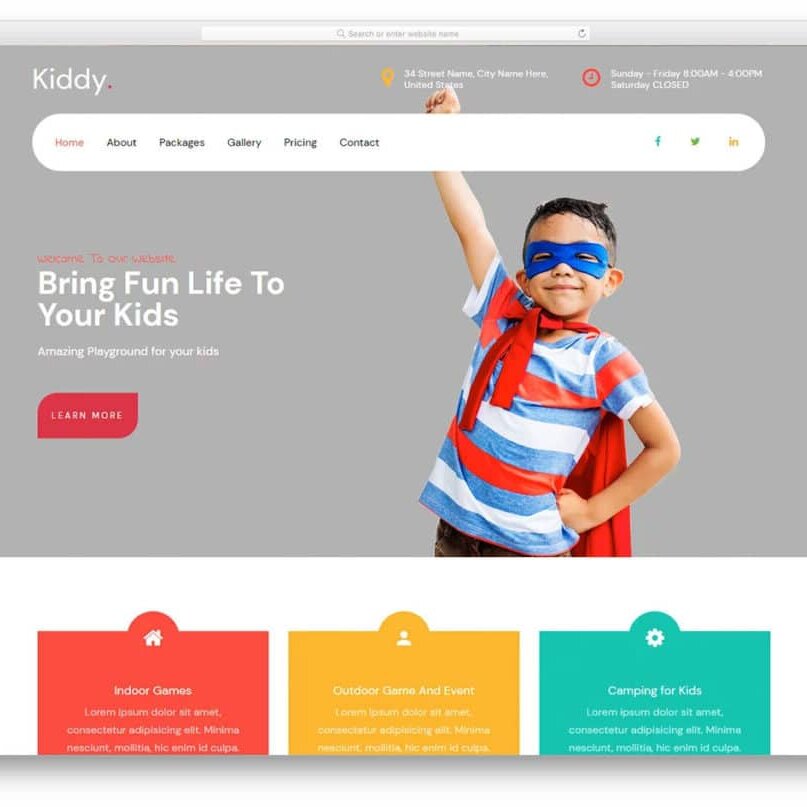 Search or enter website name
Kiddy.
34 Street Name, City Name Here,
United States
Sunday - Friday 8:00AM - 4:00PM
Saturday CLOSED
Home About Packages Gallery Pricing Contact
Welcome To Our Website
Bring Fun Life To
Your Kids
Amazing Playground for your kids
LEARN MORE
Indoor Games
Lorem ipsum dolor sit amet,
consectetur adipisicing elit. Minima
nesciunt, mollitia, hic enim id culpa.
Outdoor Game And Event
Lorem ipsum dolor sit amet,
consectetur adipisicing elit. Minima
nesciunt, mollitia, hic enim id culpa.
Camping for Kids
Lorem ipsum dolor sit amet,
consectetur adipisicing elit. Minima
nesciunt, mollitia, hic enim id culpa.